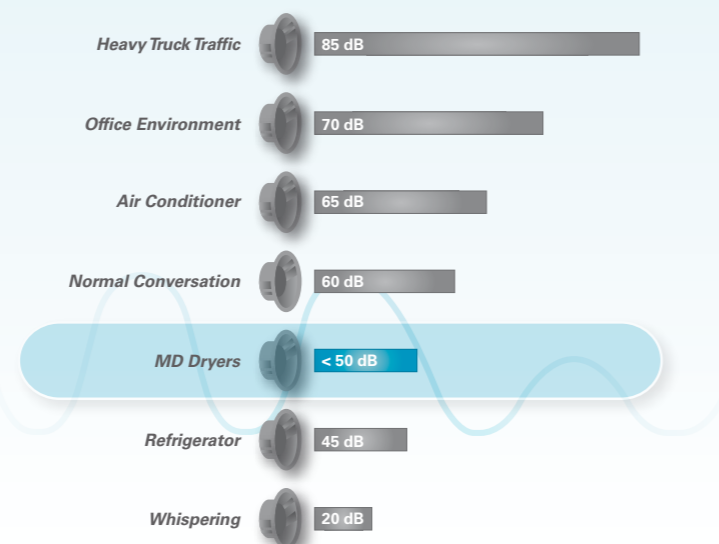 Heavy Truck Traffic 85 dB
Office Environment 70 dB
Air Conditioner 65 dB
Normal Conversation 60 dB
MD Dryers < 50 dB
Refrigerator 45 dB
Whispering 20 dB